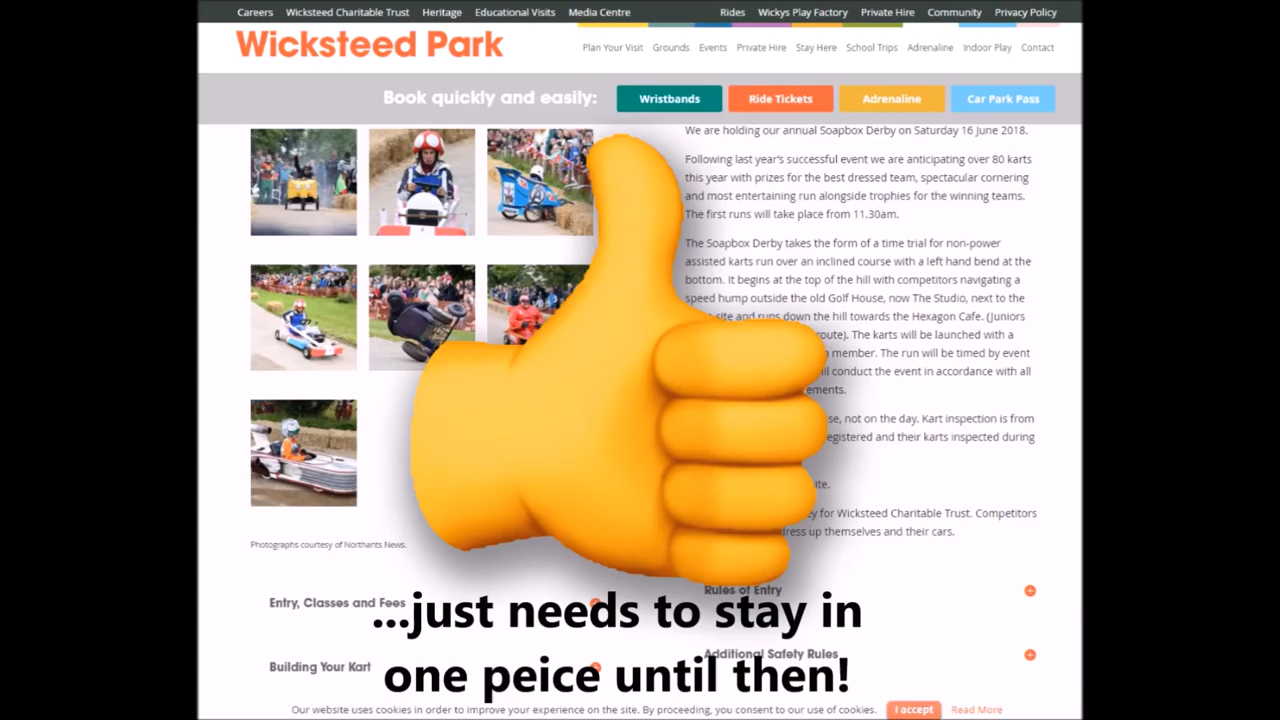 Careers Wicksteed Charitable Trust Heritage Educational Visits Media Centre Rides Wickys Play Factory Private Hire Community Privacy Policy
Wicksteed Park
Plan Your Visit Grounds Events Private Hire Stay Here School Trips Adrenaline Indoor Play Contact
Book quickly and easily: Wristbands Ride Tickets Adrenaline Car Park Pass
We are holding our annual Soapbox Derby on Saturday 16 June 2018.
Following last year's successful event we are anticipating over 80 karts
this year with prizes for the best dressed team, spectacular cornering
and most entertaining run alongside trophies for the winning teams.
The first runs will take place from 11.30am.
The Soapbox Derby takes the form of a time trial for non-power
assisted karts run over an inclined course with a left hand bend at the
bottom. It begins at the top of the hill with competitors navigating a
speed hump outside the old Golf House, now The Studio, next to the
site and runs down the hill towards the Hexagon Cafe. (Juniors
route). The karts will be launched with a
member. The run will be timed by event
conduct the event in accordance with all
not on the day. Kart inspection is from
registered and their karts inspected during
for Wicksteed Charitable Trust. Competitors
dress up themselves and their cars.
Photographs courtesy of Northants News.
Entry, Classes and Fees
Rules of Entry
...just needs to stay in
one peice until then!
Building Your Kart
Additional Safety Rules
Our website uses cookies in order to improve your experience on the site. By proceeding, you consent to our use of cookies. I accept Read More